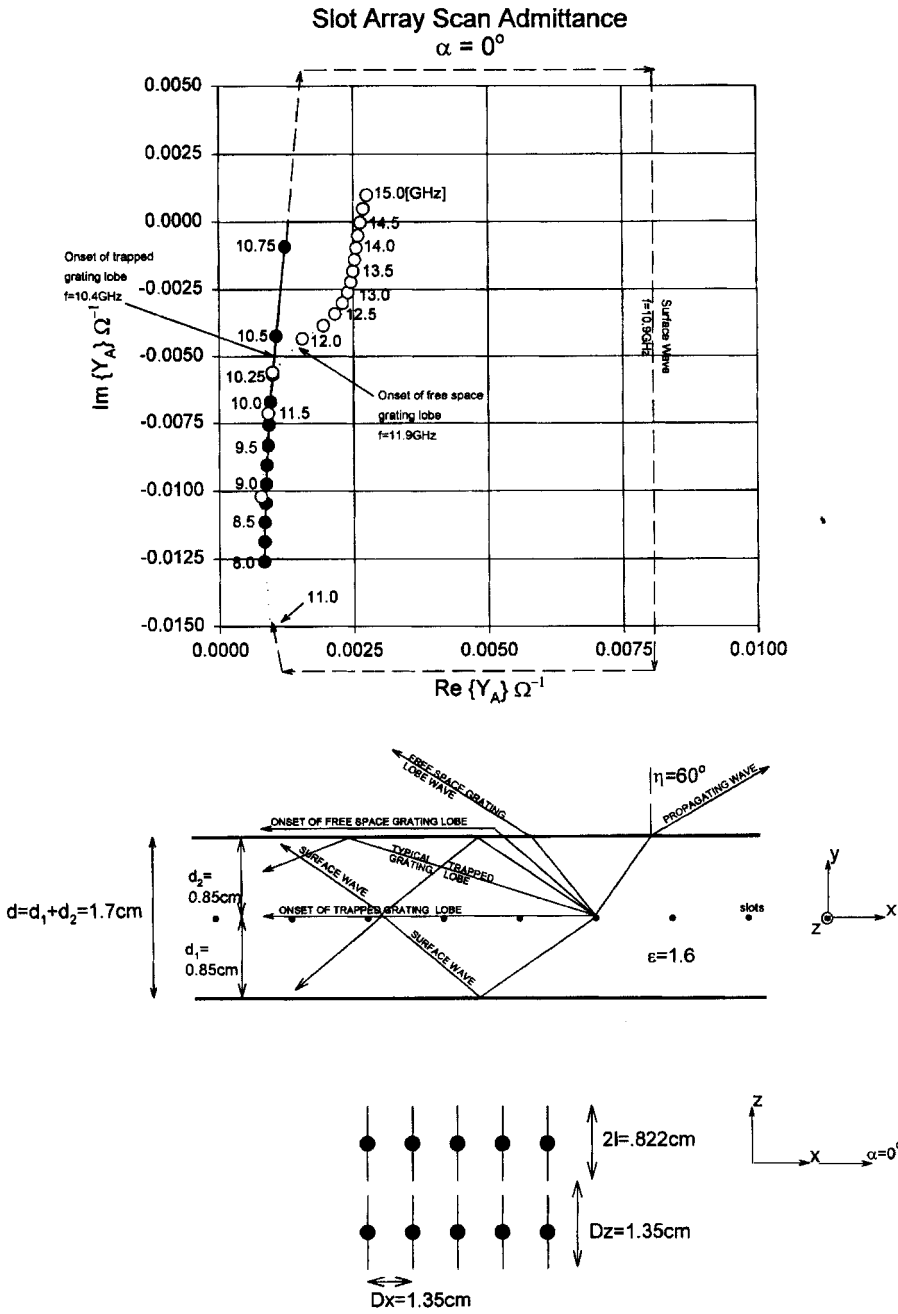 Slot Array Scan Admittance
α = 0°
0.0050
0.0025
0.0000
-0.0025
-0.0050
-0.0075
-0.0100
-0.0125
-0.0150
Im {Y_A} Ω⁻¹
0.0000
0.0025
0.0050
0.0075
0.0100
Re {Y_A} Ω⁻¹
15.0[GHz]
14.5
14.0
13.5
13.0
12.5
12.0
11.5
11.0
10.75
10.5
10.25
10.0
9.5
9.0
8.5
8.0
Onset of trapped
grating lobe
f=10.4GHz
Onset of free space
grating lobe
f=11.9GHz
Surface Wave
f=10.9GHz
FREE SPACE GRATING
LOBE WAVE
η=60°
PROPAGATING WAVE
ONSET OF FREE SPACE GRATING LOBE
SURFACE WAVE
TYPICAL TRAPPED
GRATING LOBE
d₂=
0.85cm
d=d₁+d₂=1.7cm
ONSET OF TRAPPED GRATING LOBE
slots
d₁=
0.85cm
SURFACE WAVE
ε=1.6
y
x
z
2l=.822cm
z
x
α=0°
Dz=1.35cm
Dx=1.35cm